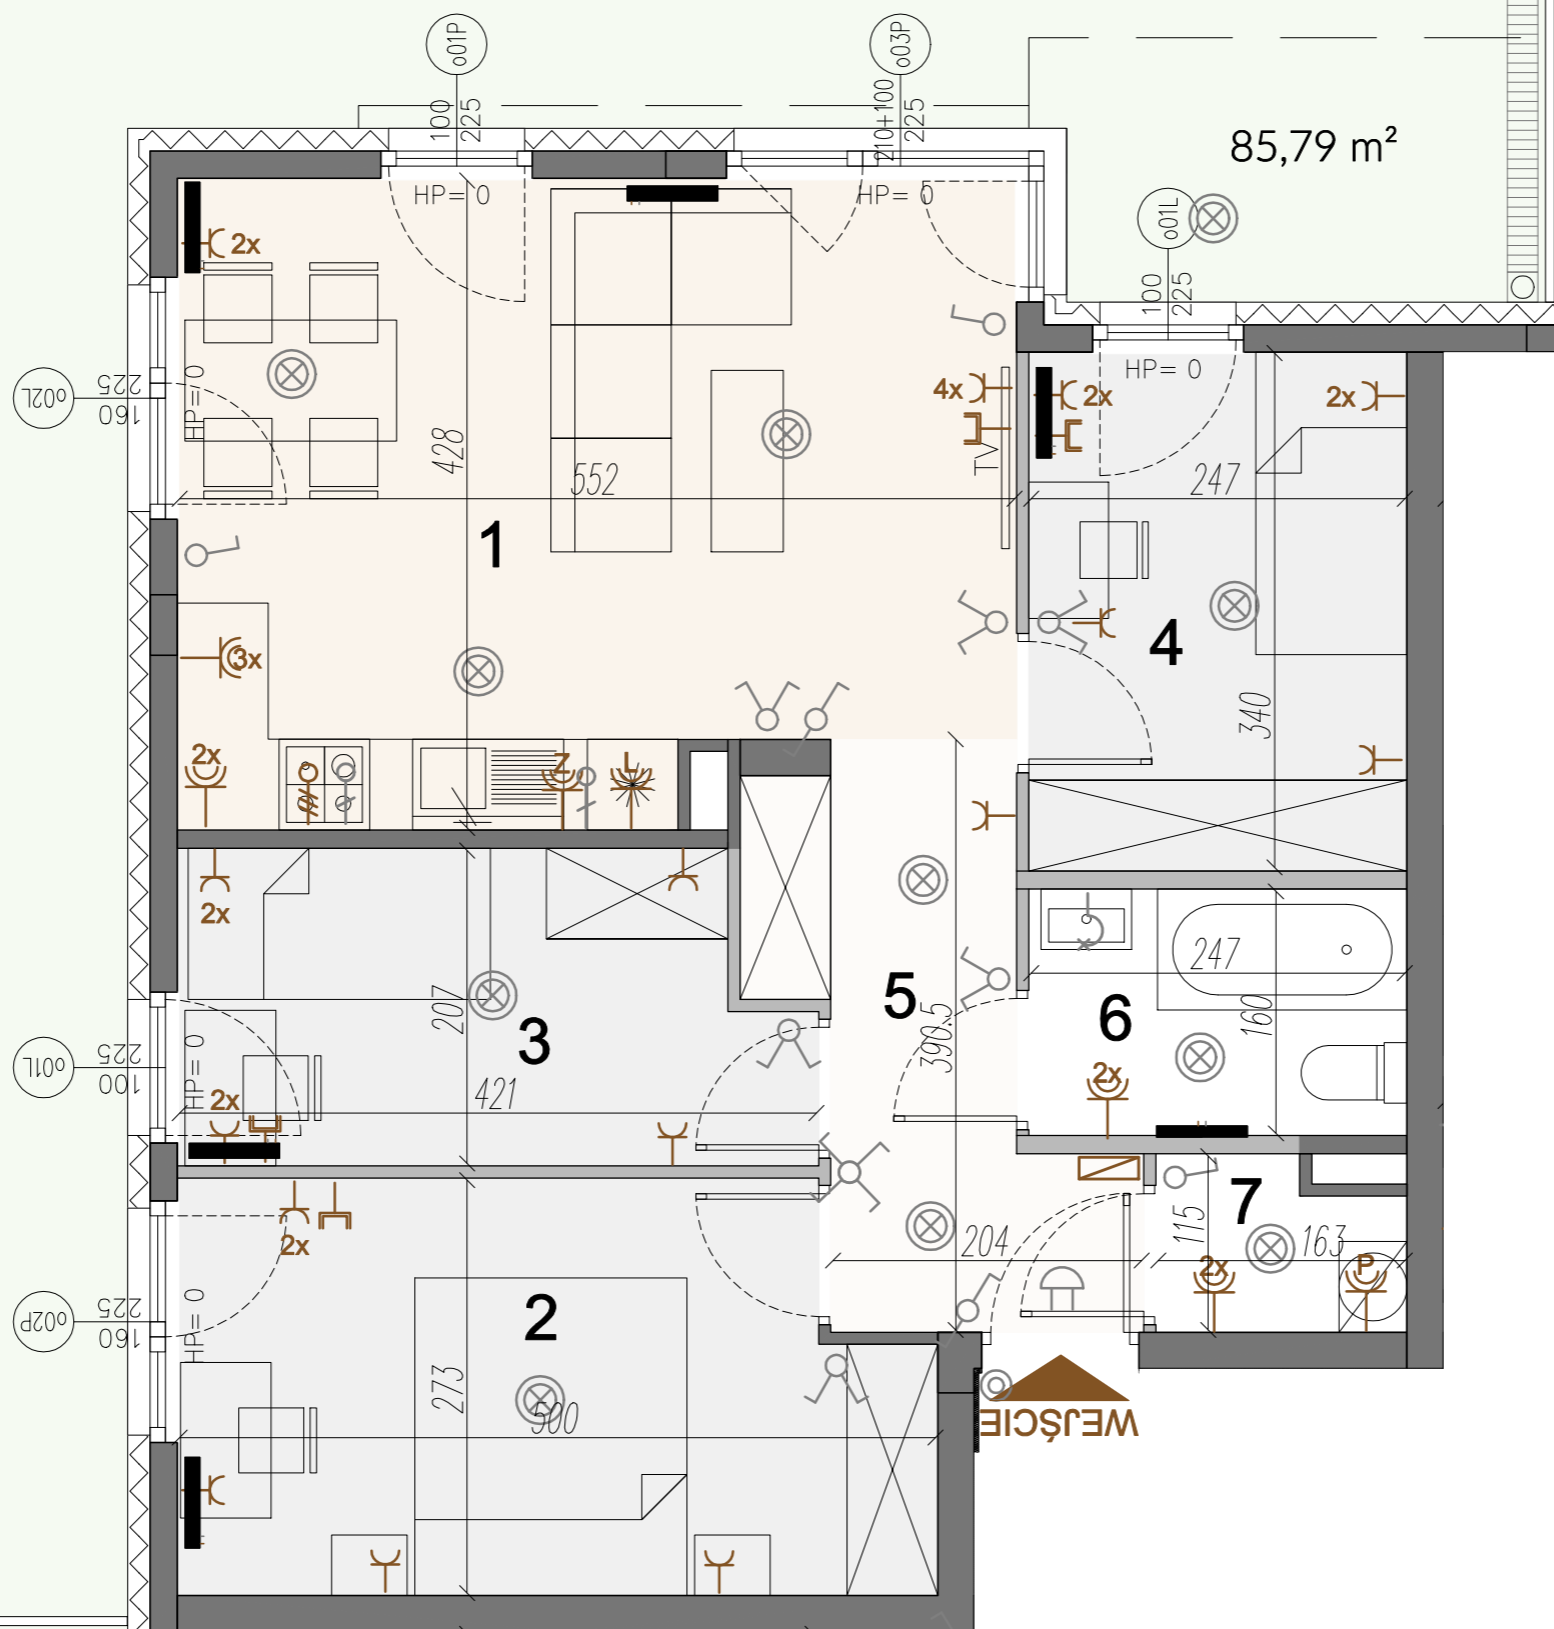 o01P
100
225
o03P
210+100
225
85,79 m²
o01L
100
225
HP= 0
HP= 0
HP= 0
2x
o02L
225
160
HP= 0
428
552
4x
TV
2x
2x
247
1
4
340
3x
2x
Z
L
2x
207
3
421
5
390.5
247
6
160
2x
o01L
225
100
HP= 0
2x
2x
7
115
163
2x
P
204
o02P
225
160
HP= 0
2
273
500
WEJŚCIE